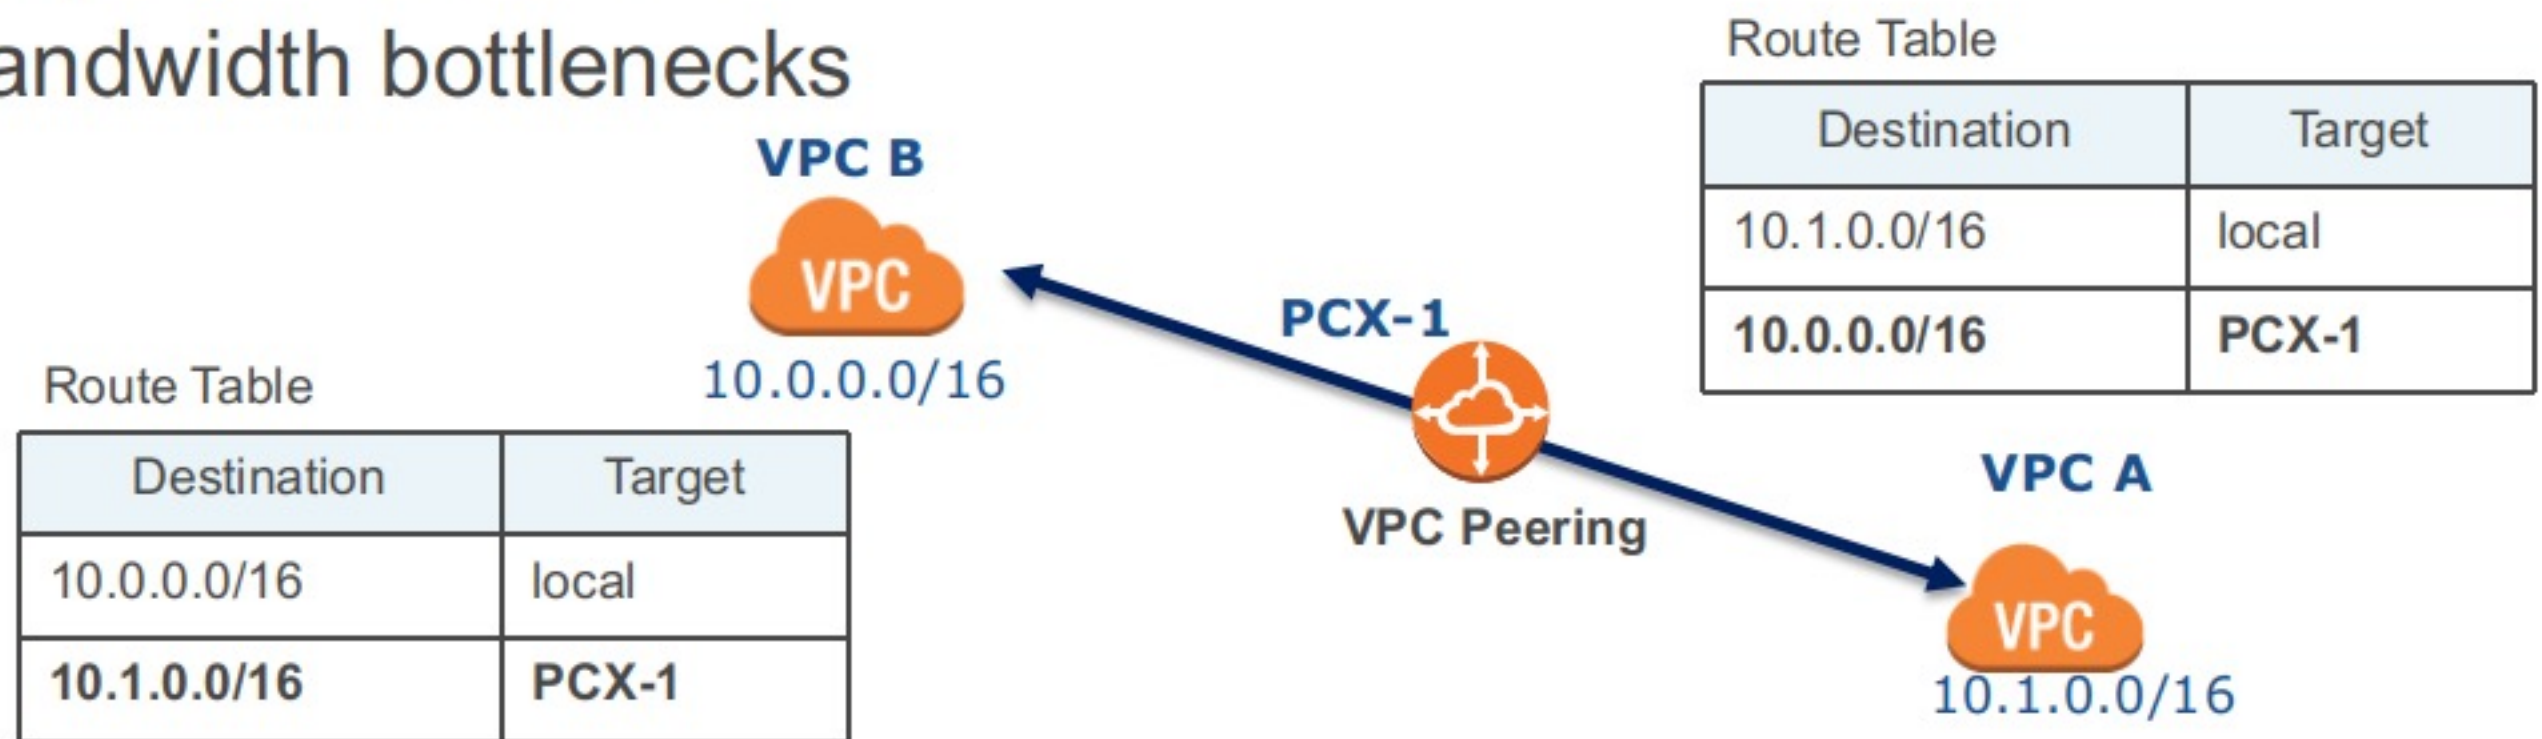 andwidth bottlenecks
Route Table
Destination Target
10.1.0.0/16 local
10.0.0.0/16 PCX-1
VPC B
VPC
10.0.0.0/16
PCX-1
VPC Peering
VPC A
VPC
10.1.0.0/16
Route Table
Destination Target
10.0.0.0/16 local
10.1.0.0/16 PCX-1